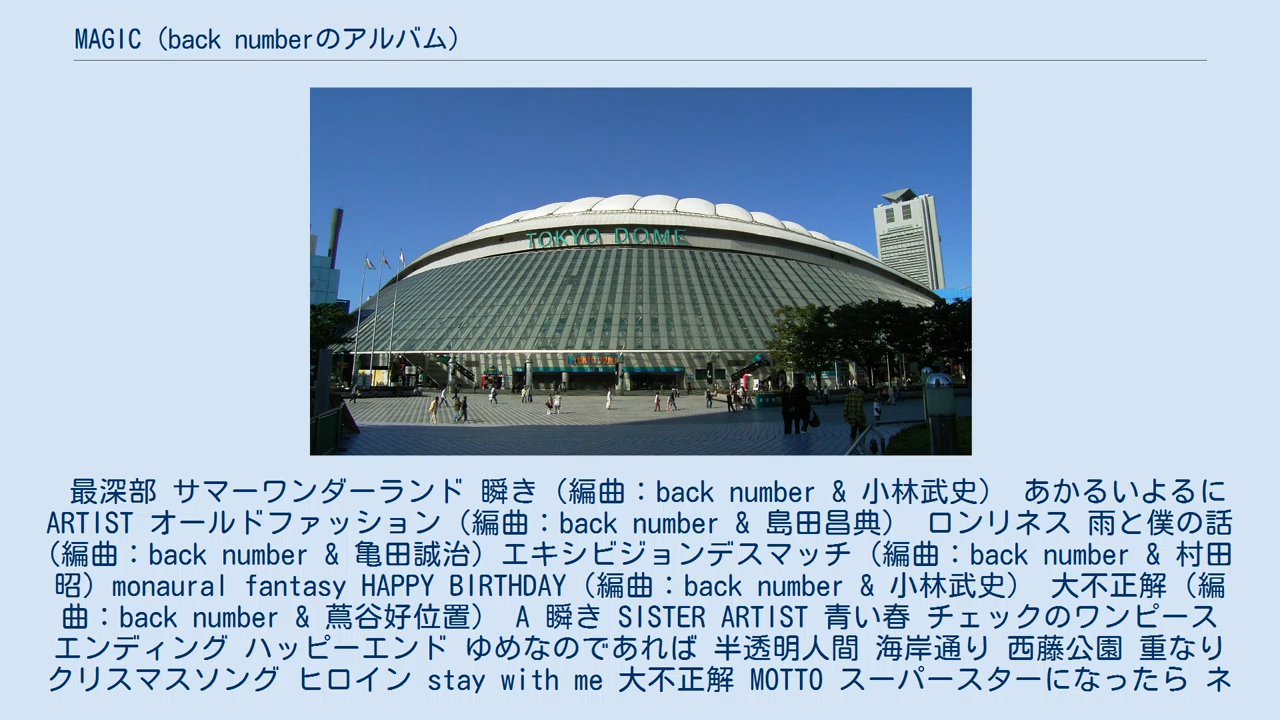 MAGIC（back numberのアルバム）
TOKYO DOME
TOKYO DOME
最深部 サマーワンダーランド 瞬き（編曲：back number & 小林武史） あかるいよるに
ARTIST オールドファッション（編曲：back number & 島田昌典） ロンリネス 雨と僕の話
（編曲：back number & 亀田誠治）エキシビジョンデスマッチ（編曲：back number & 村田
昭）monaural fantasy HAPPY BIRTHDAY（編曲：back number & 小林武史） 大不正解（編
曲：back number & 蔦谷好位置） A 瞬き SISTER ARTIST 青い春 チェックのワンピース
エンディング ハッピーエンド ゆめなのであれば 半透明人間 海岸通り 西藤公園 重なり
クリスマスソング ヒロイン stay with me 大不正解 MOTTO スーパースターになったら ネ